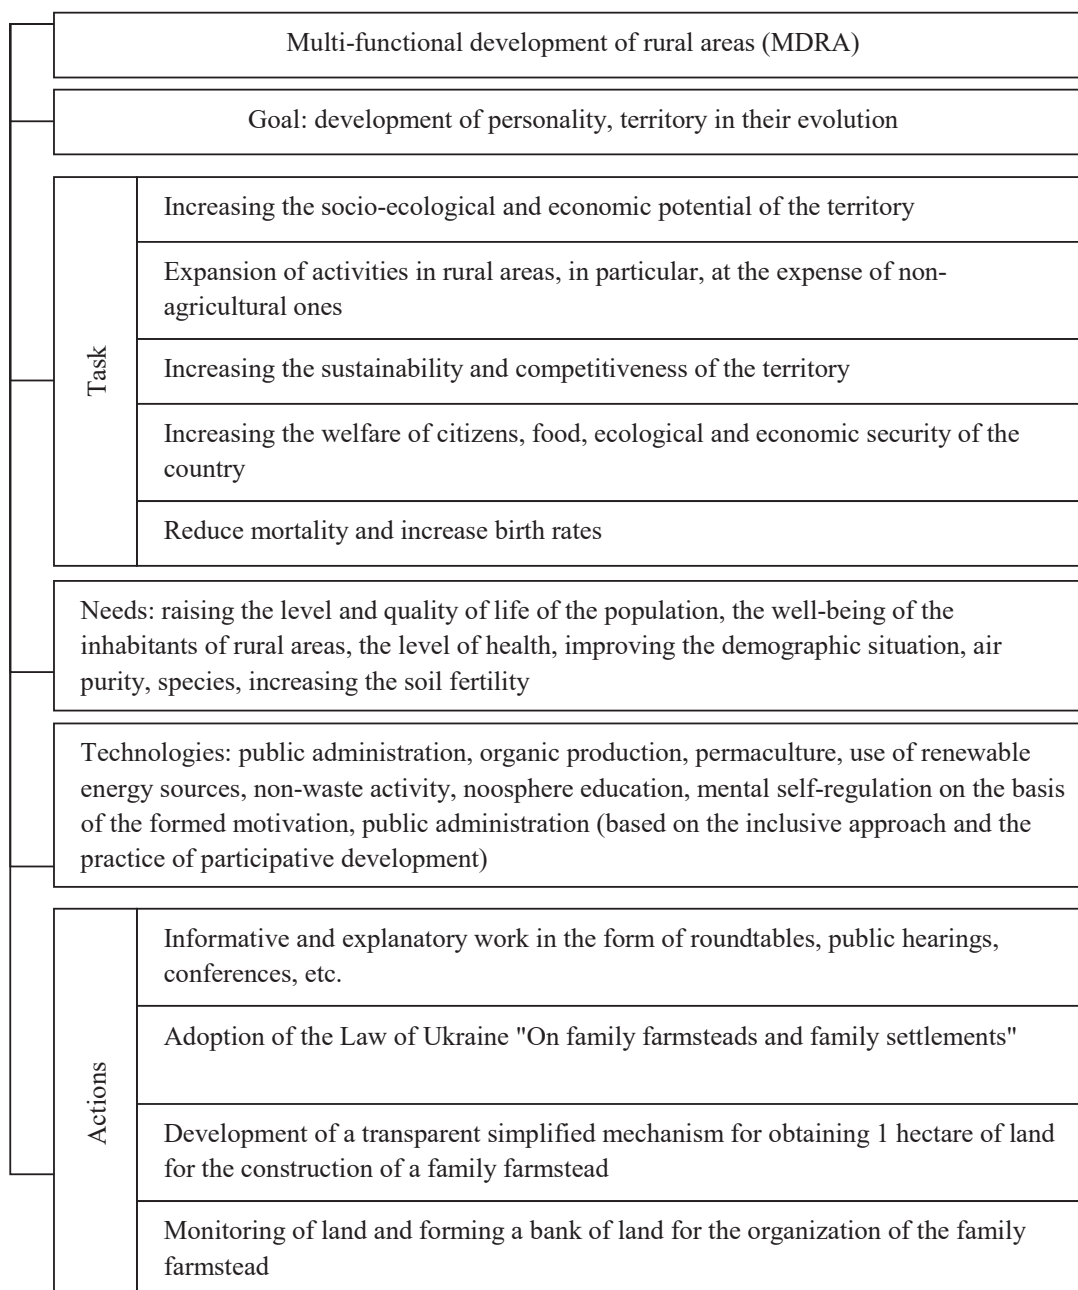 Multi-functional development of rural areas (MDRA)
Goal: development of personality, territory in their evolution
Task
Increasing the socio-ecological and economic potential of the territory
Expansion of activities in rural areas, in particular, at the expense of non-
agricultural ones
Increasing the sustainability and competitiveness of the territory
Increasing the welfare of citizens, food, ecological and economic security of the
country
Reduce mortality and increase birth rates
Needs: raising the level and quality of life of the population, the well-being of the
inhabitants of rural areas, the level of health, improving the demographic situation, air
purity, species, increasing the soil fertility
Technologies: public administration, organic production, permaculture, use of renewable
energy sources, non-waste activity, noosphere education, mental self-regulation on the basis
of the formed motivation, public administration (based on the inclusive approach and the
practice of participative development)
Actions
Informative and explanatory work in the form of roundtables, public hearings,
conferences, etc.
Adoption of the Law of Ukraine "On family farmsteads and family settlements"
Development of a transparent simplified mechanism for obtaining 1 hectare of land
for the construction of a family farmstead
Monitoring of land and forming a bank of land for the organization of the family
farmstead